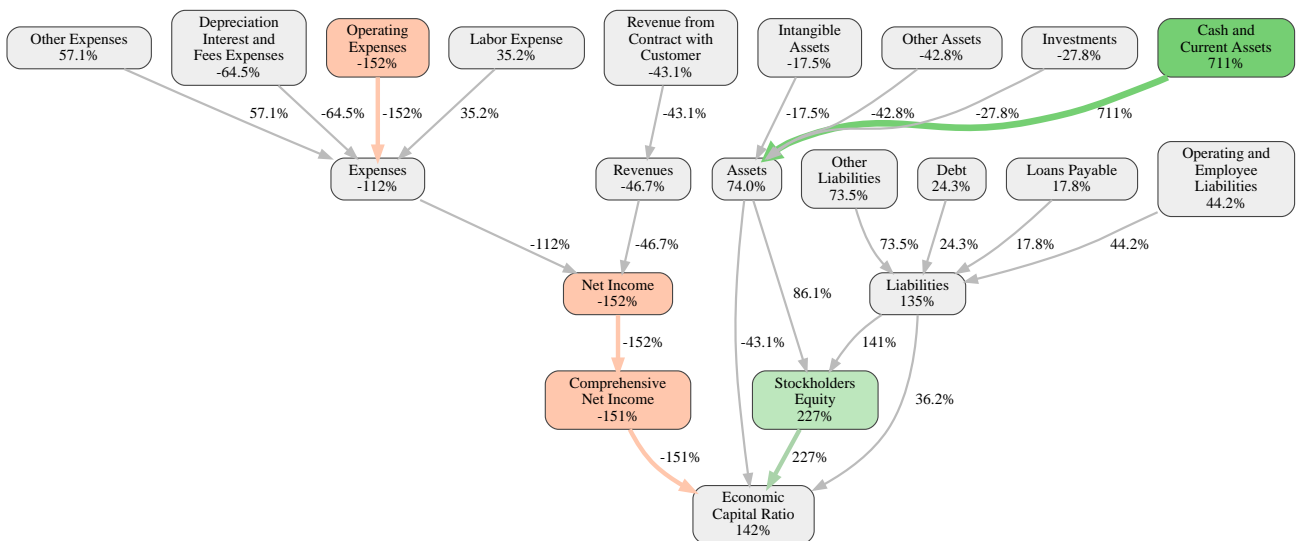 Other Expenses
57.1%
Depreciation
Interest and
Fees Expenses
-64.5%
Operating
Expenses
-152%
Labor Expense
35.2%
Revenue from
Contract with
Customer
-43.1%
Intangible
Assets
-17.5%
Other Assets
-42.8%
Investments
-27.8%
Cash and
Current Assets
711%
57.1%
-64.5%
-152%
35.2%
-43.1%
-17.5%
-42.8%
-27.8%
711%
Expenses
-112%
Revenues
-46.7%
Assets
74.0%
Other
Liabilities
73.5%
Debt
24.3%
Loans Payable
17.8%
Operating and
Employee
Liabilities
44.2%
-112%
-46.7%
73.5%
24.3%
17.8%
44.2%
Net Income
-152%
86.1%
Liabilities
135%
-152%
-43.1%
141%
Comprehensive
Net Income
-151%
Stockholders
Equity
227%
36.2%
-151%
227%
Economic
Capital Ratio
142%